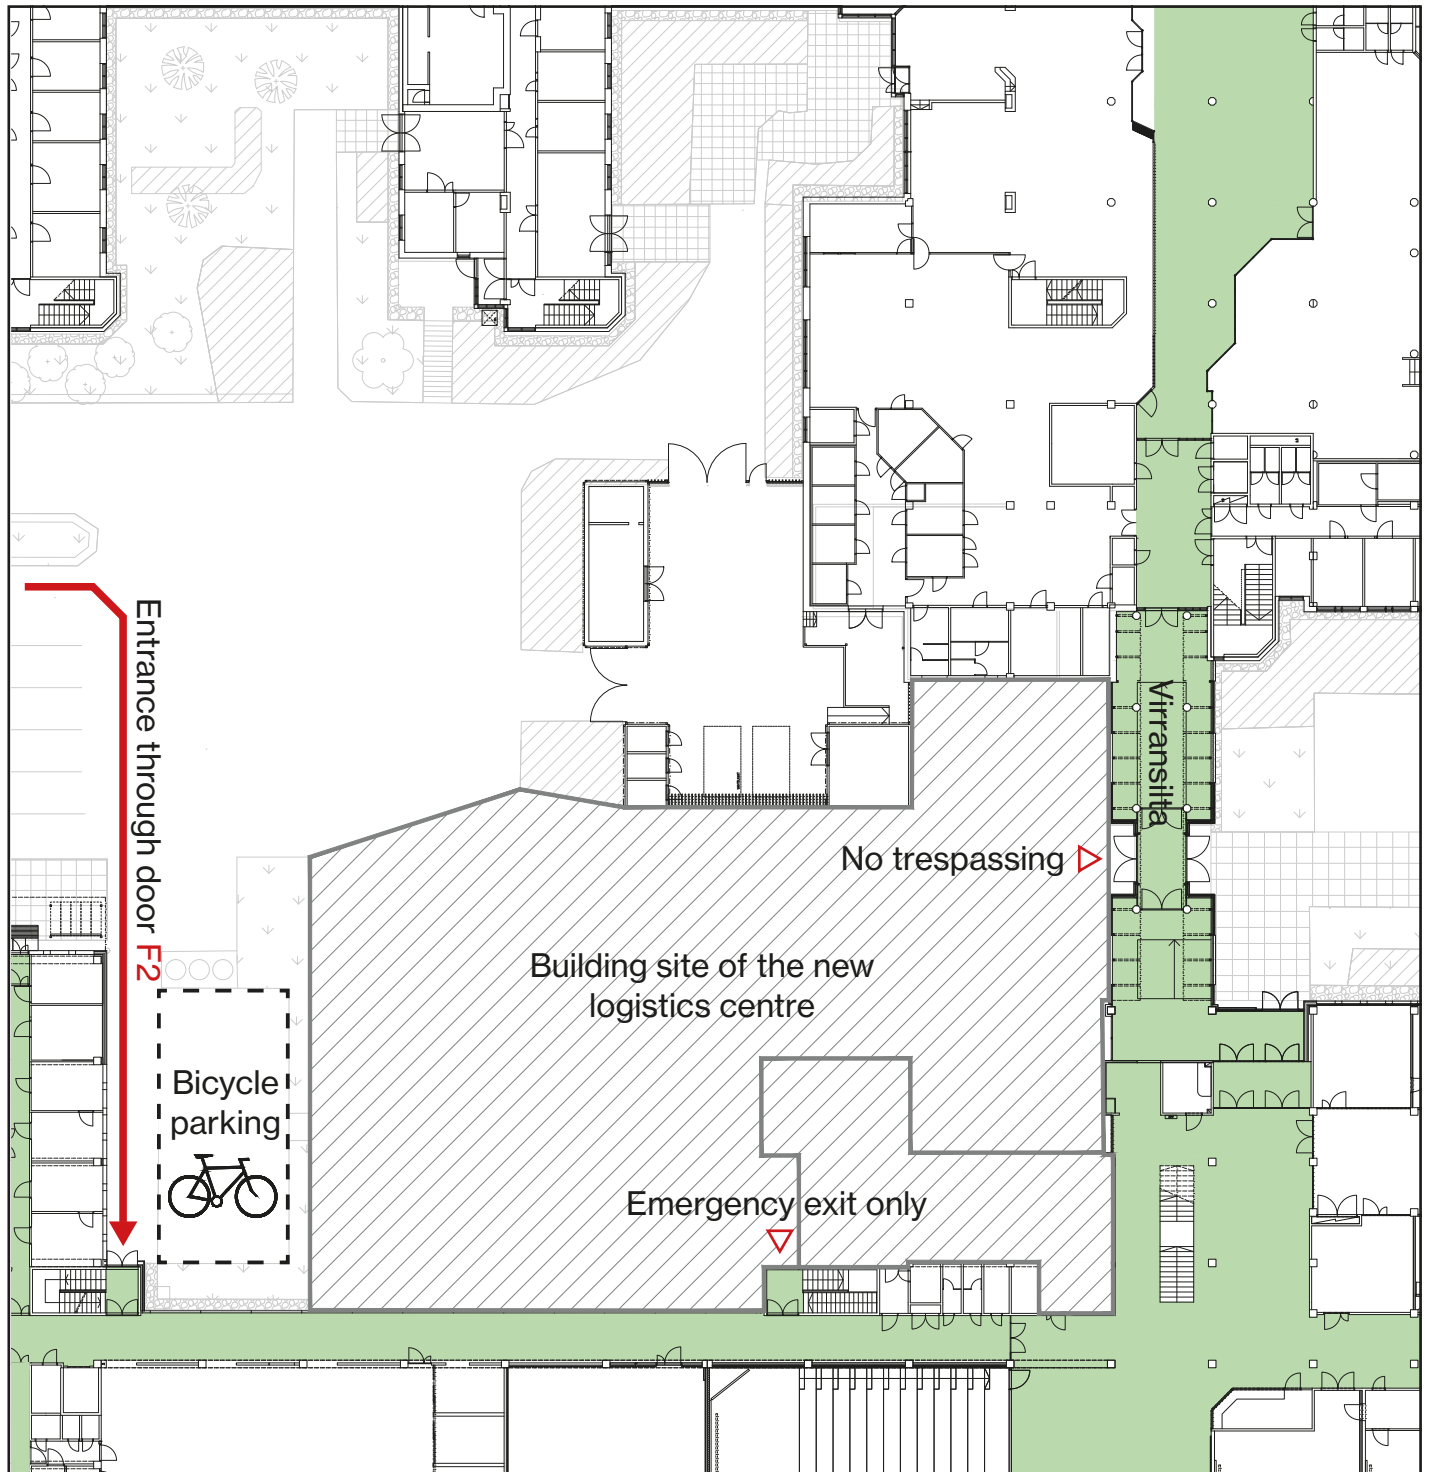 Entrance through door F2
Virransilta
No trespassing
Building site of the new
logistics centre
Bicycle
parking
Emergency exit only